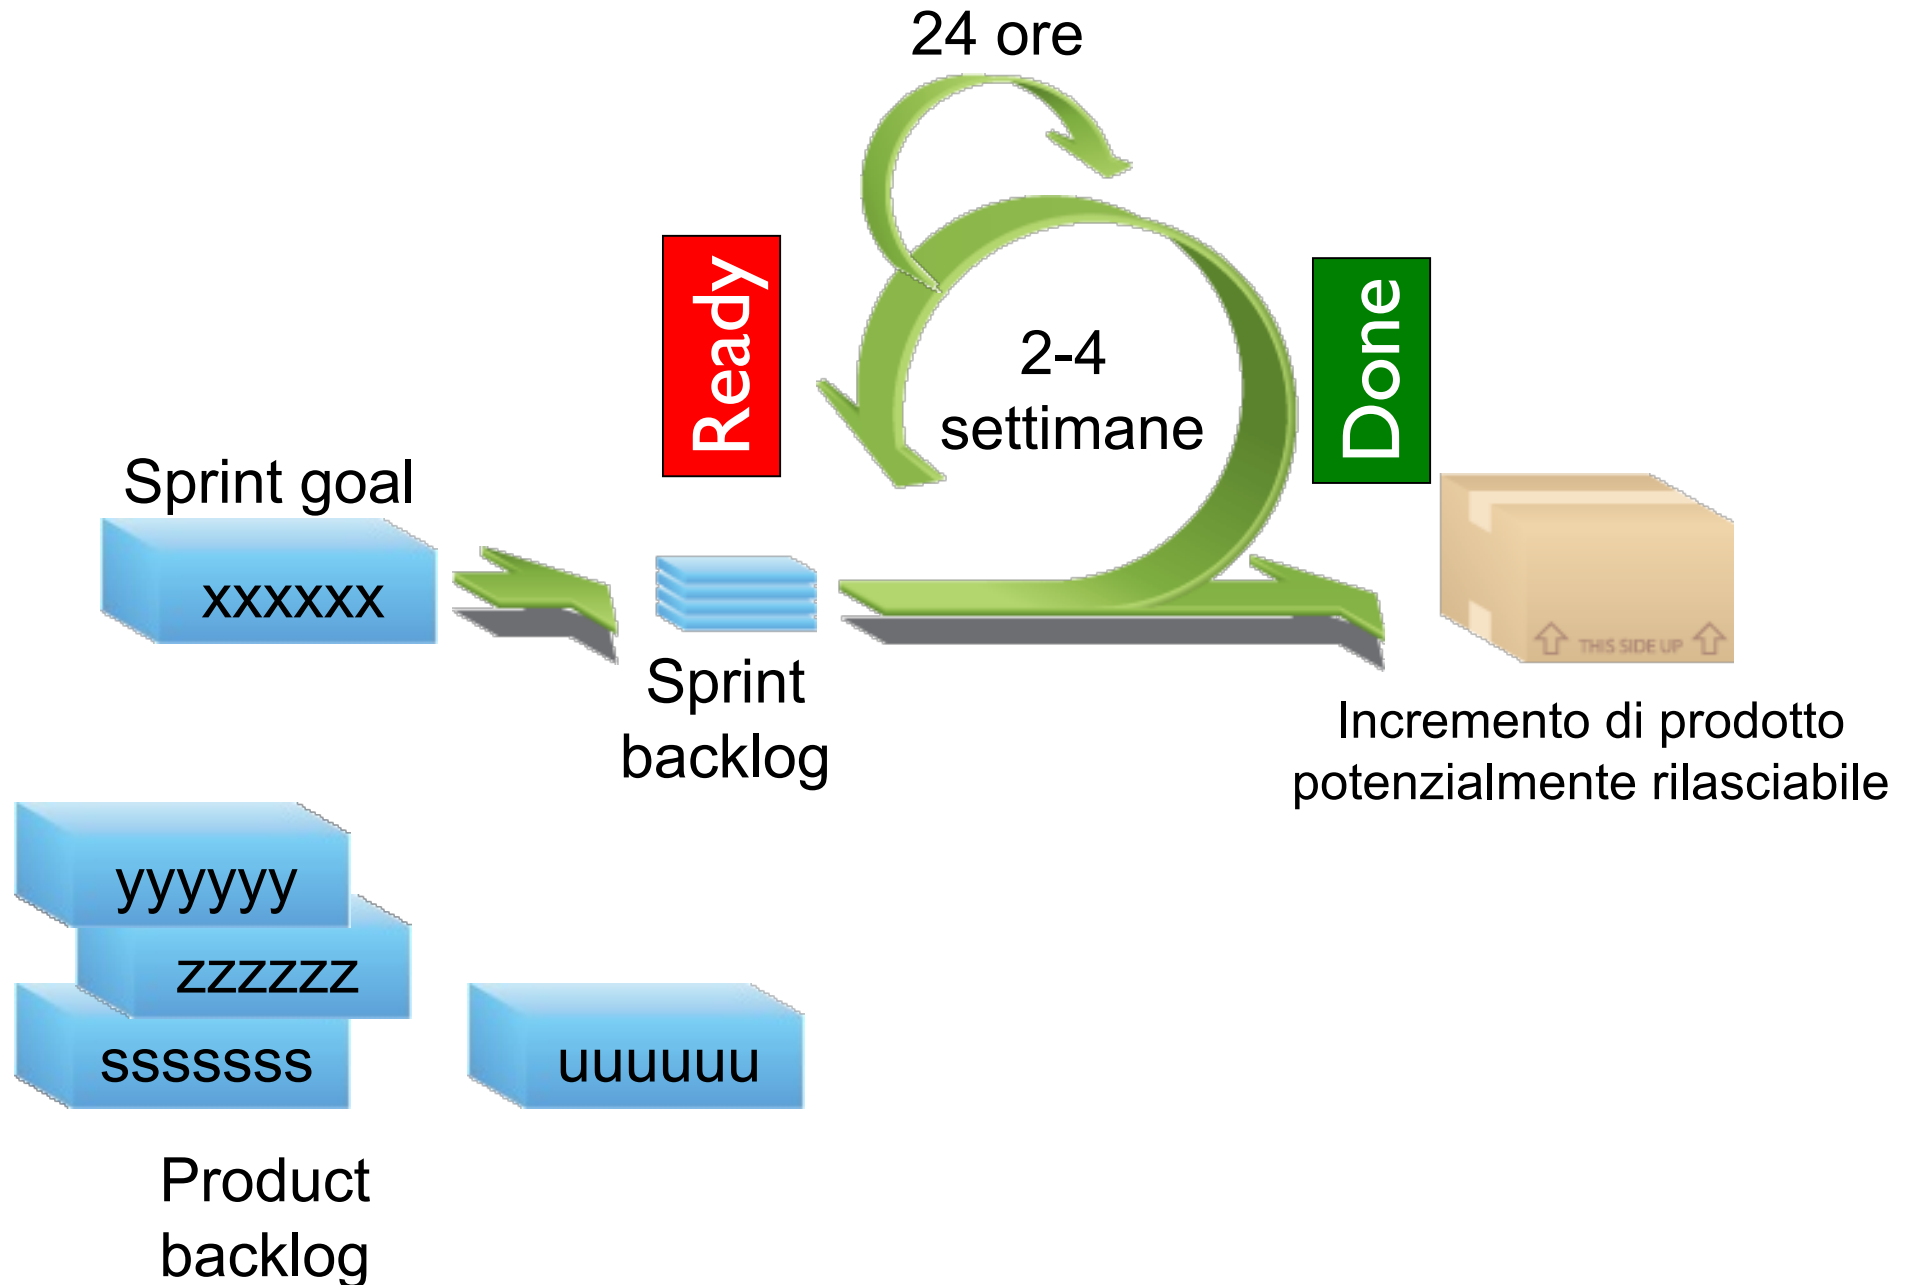 24 ore
Ready
Done
2-4
settimane
Sprint goal
xxxxxx
THIS SIDE UP
Sprint
backlog
Incremento di prodotto
potenzialmente rilasciabile
yyyyyy
zzzzzz
sssssss
uuuuuu
Product
backlog